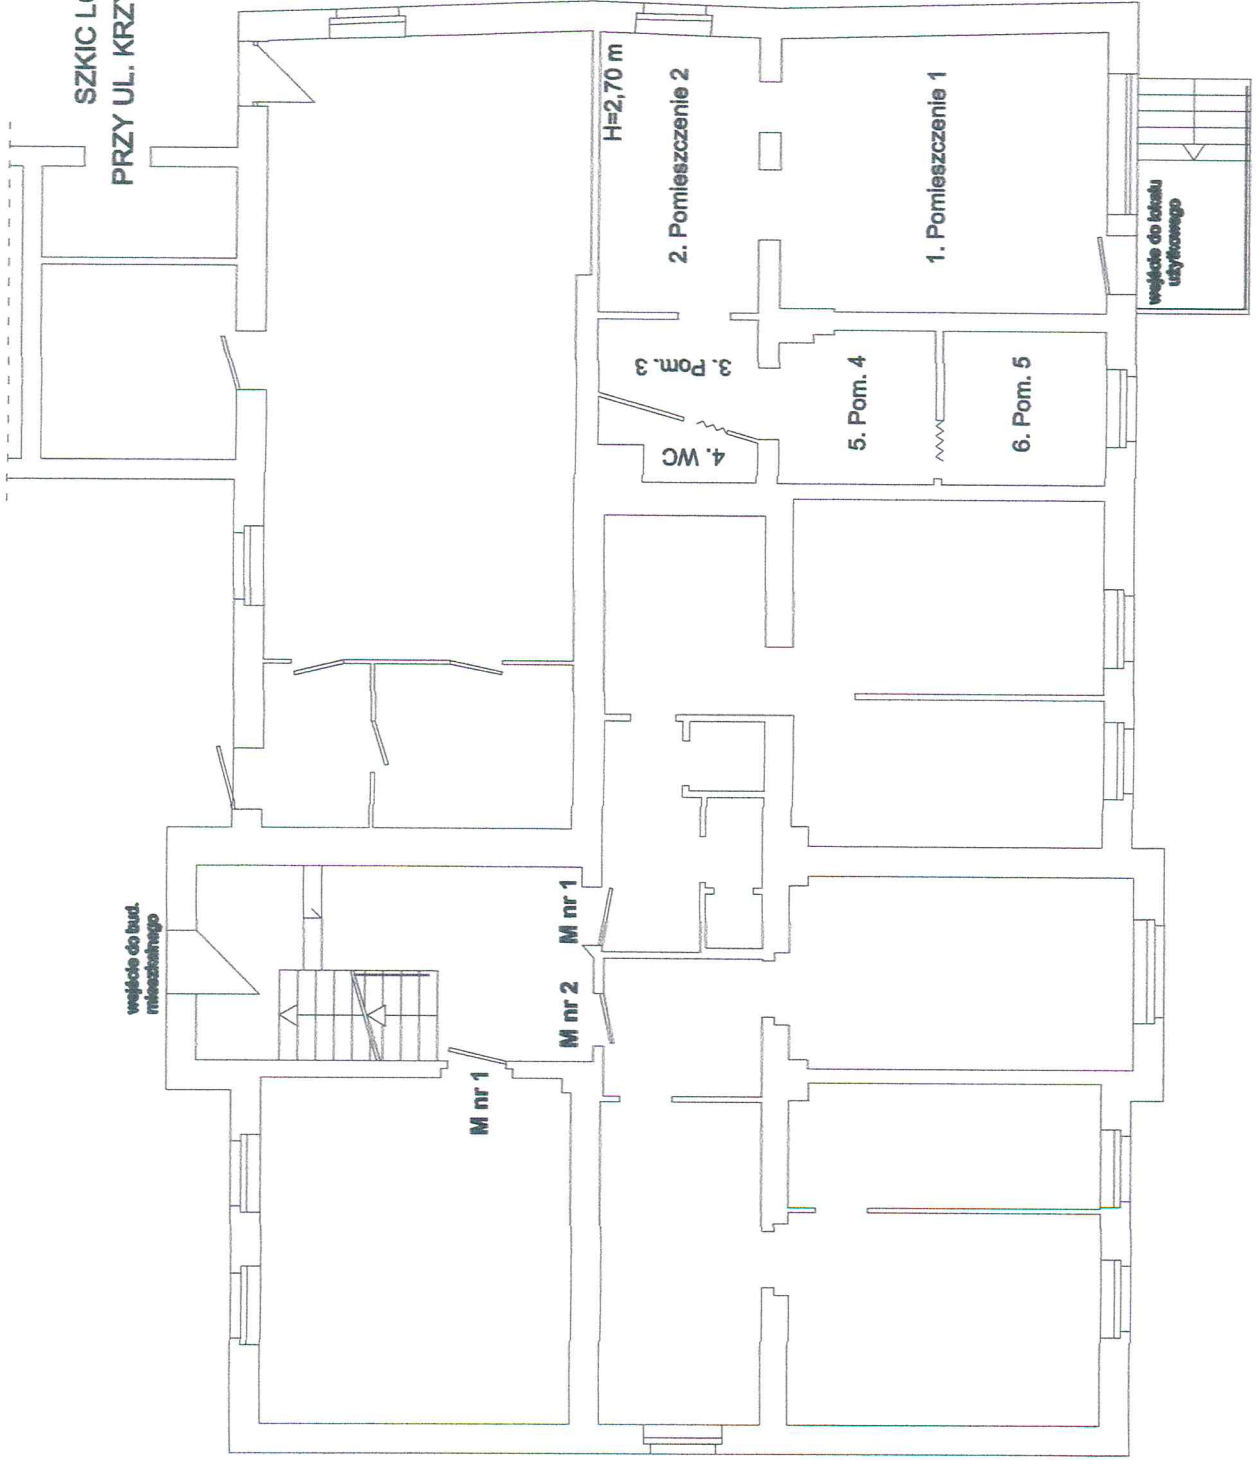 SZKIC
PRZY UL.
H=2,70 m
2. Pomieszczenie 2
1. Pomieszczenie 1
wejście do lokalu
użytkowego
3. Pom. 3
4. WC
5. Pom. 4
6. Pom. 5
wejście do bud.
mieszkalnego
M nr 1
M nr 2
M nr 1